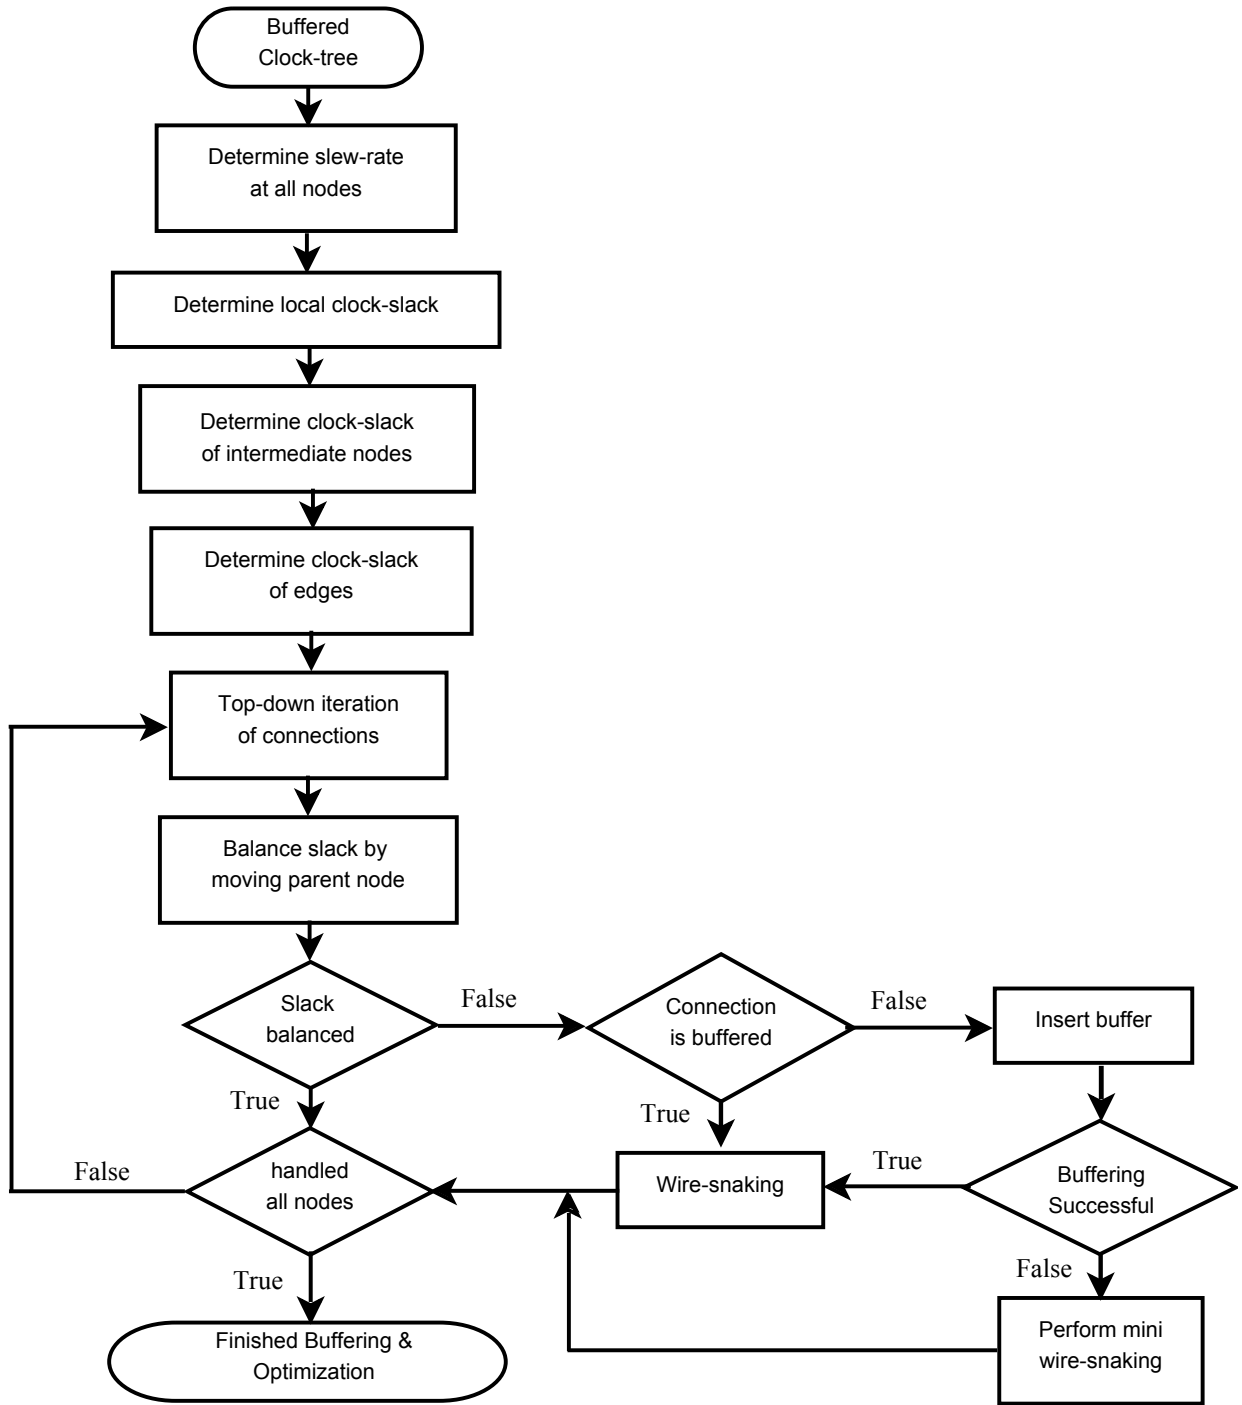 Buffered
Clock-tree
Determine slew-rate
at all nodes
Determine local clock-slack
Determine clock-slack
of intermediate nodes
Determine clock-slack
of edges
Top-down iteration
of connections
Balance slack by
moving parent node
Slack
balanced
False
Connection
is buffered
False
Insert buffer
True
True
False
handled
all nodes
Wire-snaking
True
Buffering
Successful
True
False
Finished Buffering &
Optimization
Perform mini
wire-snaking